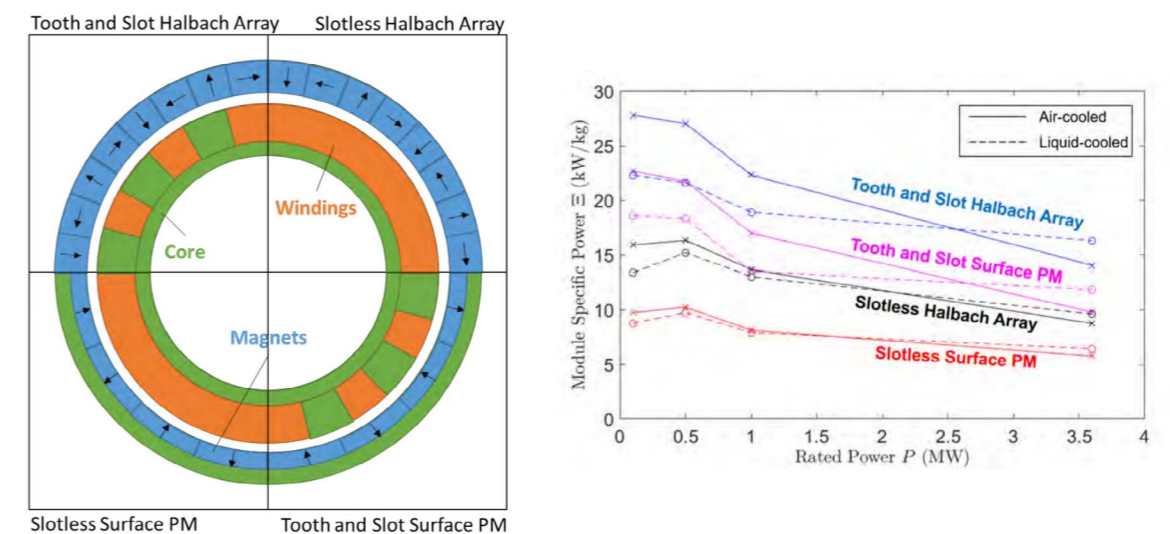 Tooth and Slot Halbach Array
Slotless Halbach Array
Windings
Core
Magnets
Slotless Surface PM
Tooth and Slot Surface PM
Module Specific Power Ξ (kW/kg)
30
25
20
15
10
5
0
Air-cooled
Liquid-cooled
Tooth and Slot Halbach Array
Tooth and Slot Surface PM
Slotless Halbach Array
Slotless Surface PM
0 0.5 1 1.5 2 2.5 3 3.5 4
Rated Power P (MW)